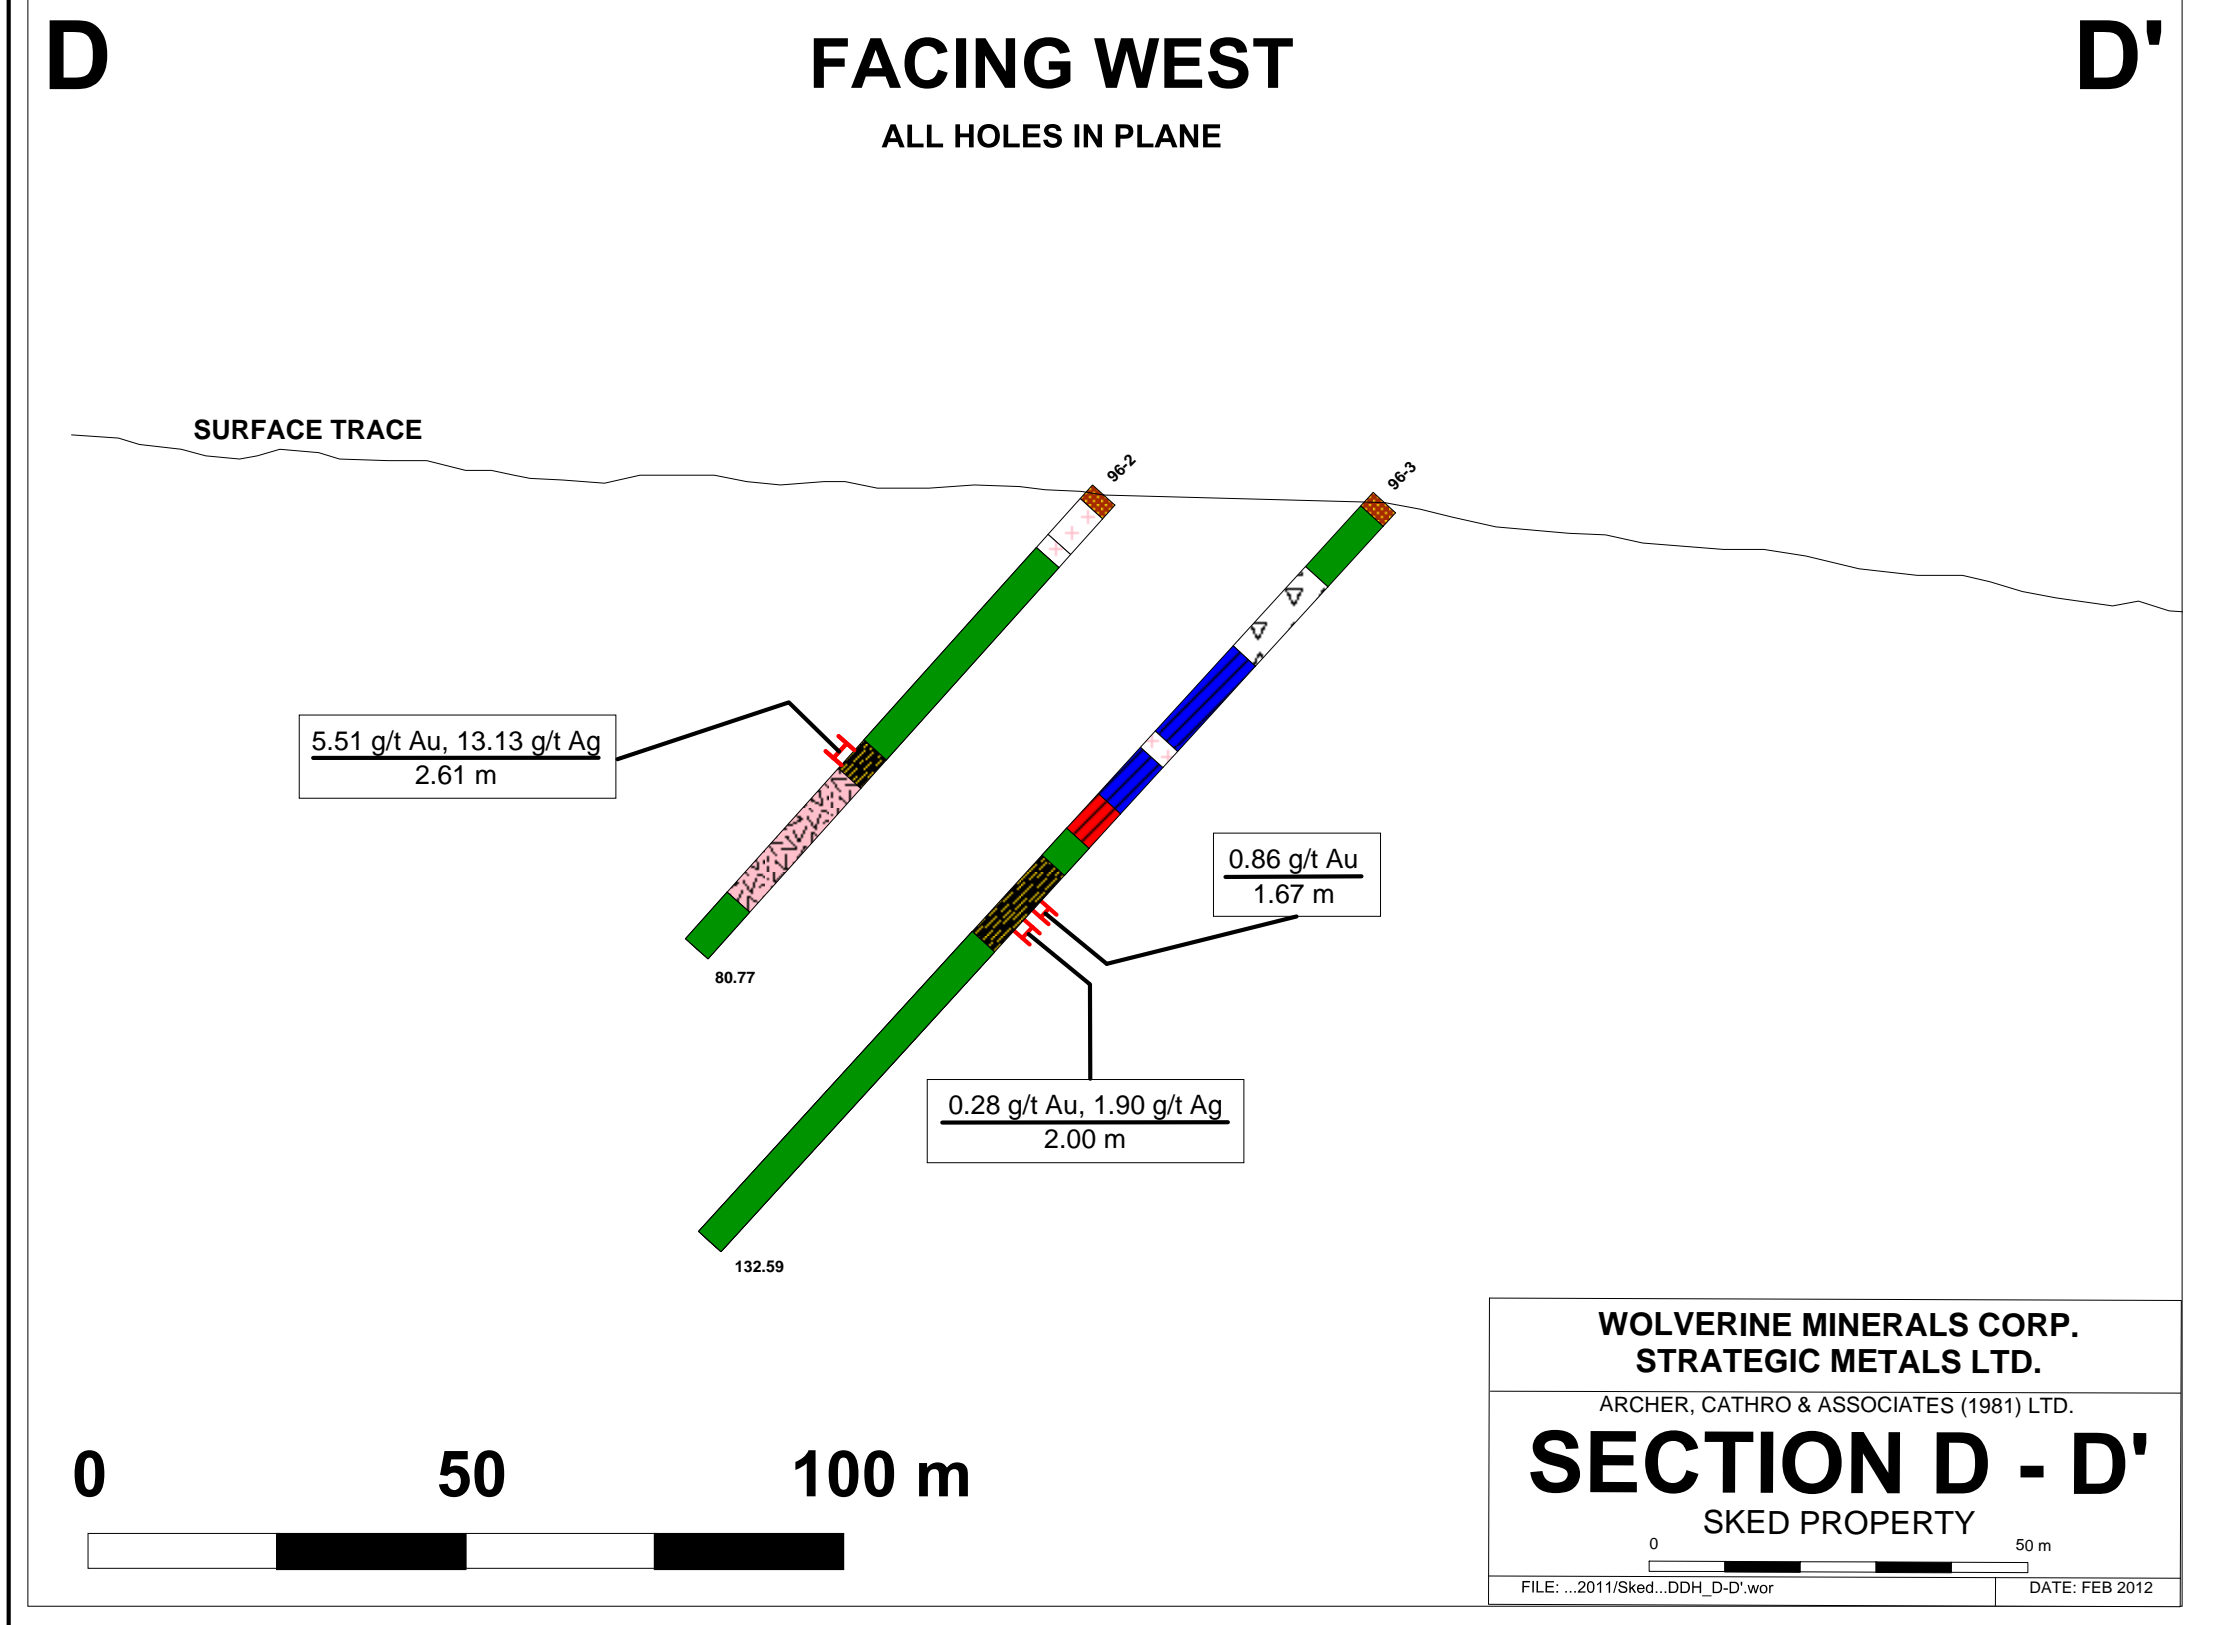 D
FACING WEST
D'
ALL HOLES IN PLANE
SURFACE TRACE
96-2
96-3
5.51 g/t Au, 13.13 g/t Ag
2.61 m
0.86 g/t Au
1.67 m
80.77
0.28 g/t Au, 1.90 g/t Ag
2.00 m
132.59
0 50 100 m
WOLVERINE MINERALS CORP.
STRATEGIC METALS LTD.
ARCHER, CATHRO & ASSOCIATES (1981) LTD.
SECTION D - D'
SKED PROPERTY
0 50 m
FILE: ...2011/Sked...DDH_D-D'.wor
DATE: FEB 2012